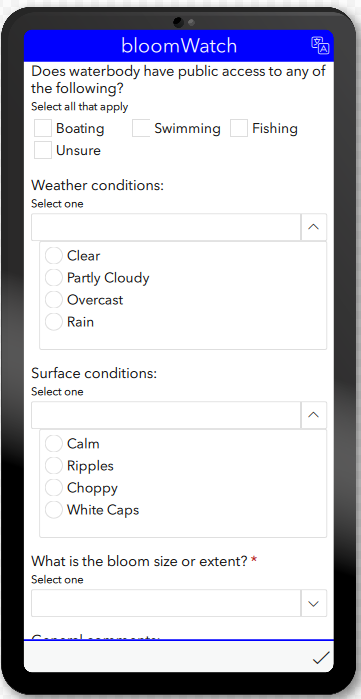 bloomWatch
Does waterbody have public access to any of
the following?
Select all that apply
Boating Swimming Fishing
Unsure
Weather conditions:
Select one
Clear
Partly Cloudy
Overcast
Rain
Surface conditions:
Select one
Calm
Ripples
Choppy
White Caps
What is the bloom size or extent? *
Select one
General comments: